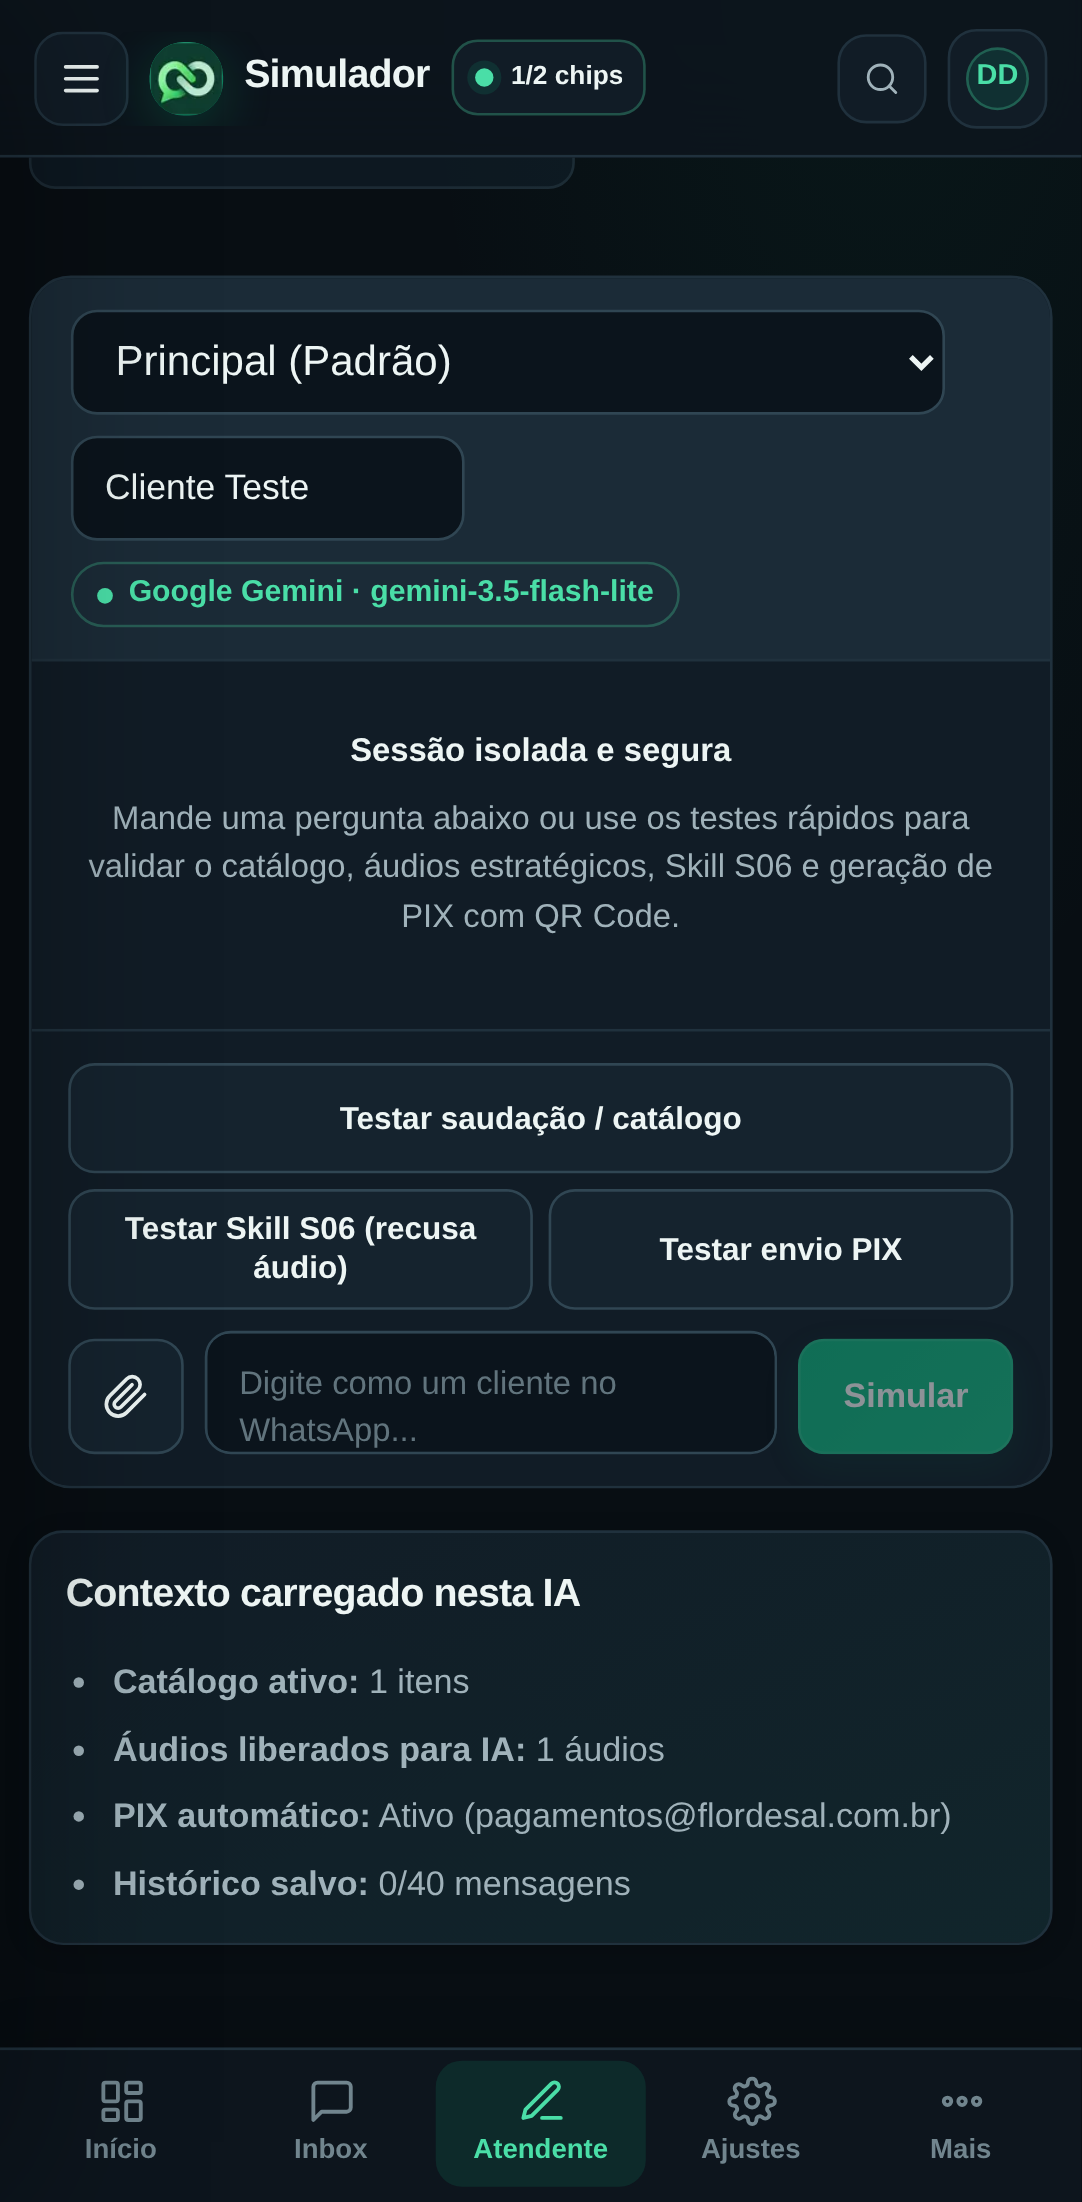 Simulador
1/2 chips
DD
Principal (Padrão)
Cliente Teste
Google Gemini · gemini-3.5-flash-lite
Sessão isolada e segura
Mande uma pergunta abaixo ou use os testes rápidos para
validar o catálogo, áudios estratégicos, Skill S06 e geração de
PIX com QR Code.
Testar saudação / catálogo
Testar Skill S06 (recusa
áudio)
Testar envio PIX
Digite como um cliente no
WhatsApp...
Simular
Contexto carregado nesta IA
• Catálogo ativo: 1 itens
• Áudios liberados para IA: 1 áudios
• PIX automático: Ativo (pagamentos@flordesal.com.br)
• Histórico salvo: 0/40 mensagens
Início
Inbox
Atendente
Ajustes
Mais